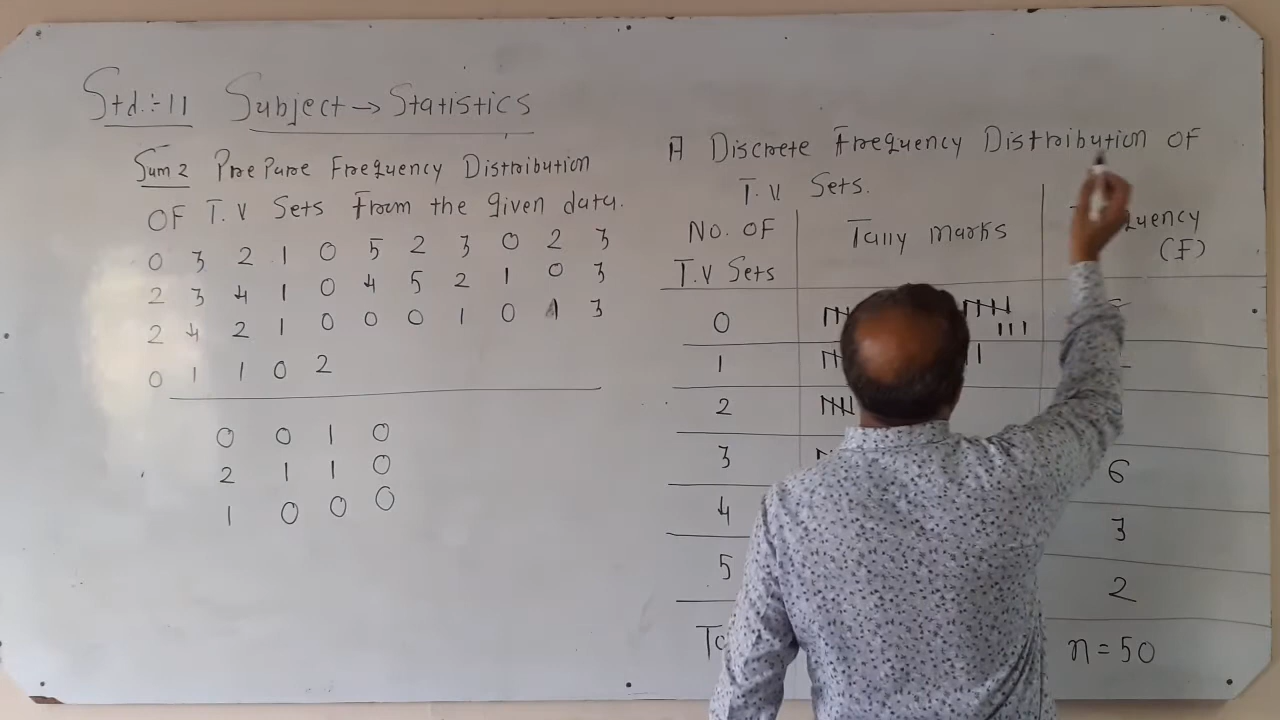 Std.:-11 Subject → Statistics
Sum 2 Prepare Frequency Distribution
OF T.V Sets From the given data.
0 3 2 1 0 5 2 3 0 2 3
2 3 4 1 0 4 5 2 1 0 3
2 4 2 1 0 0 0 1 0 1 3
0 1 1 0 2
0 0 1 0
2 1 1 0
1 0 0 0
A Discrete Frequency Distribution OF
T.V Sets.
No. OF T.V Sets
Tally marks
(F)
0
1
2
3 6
4 3
5 2
n = 50